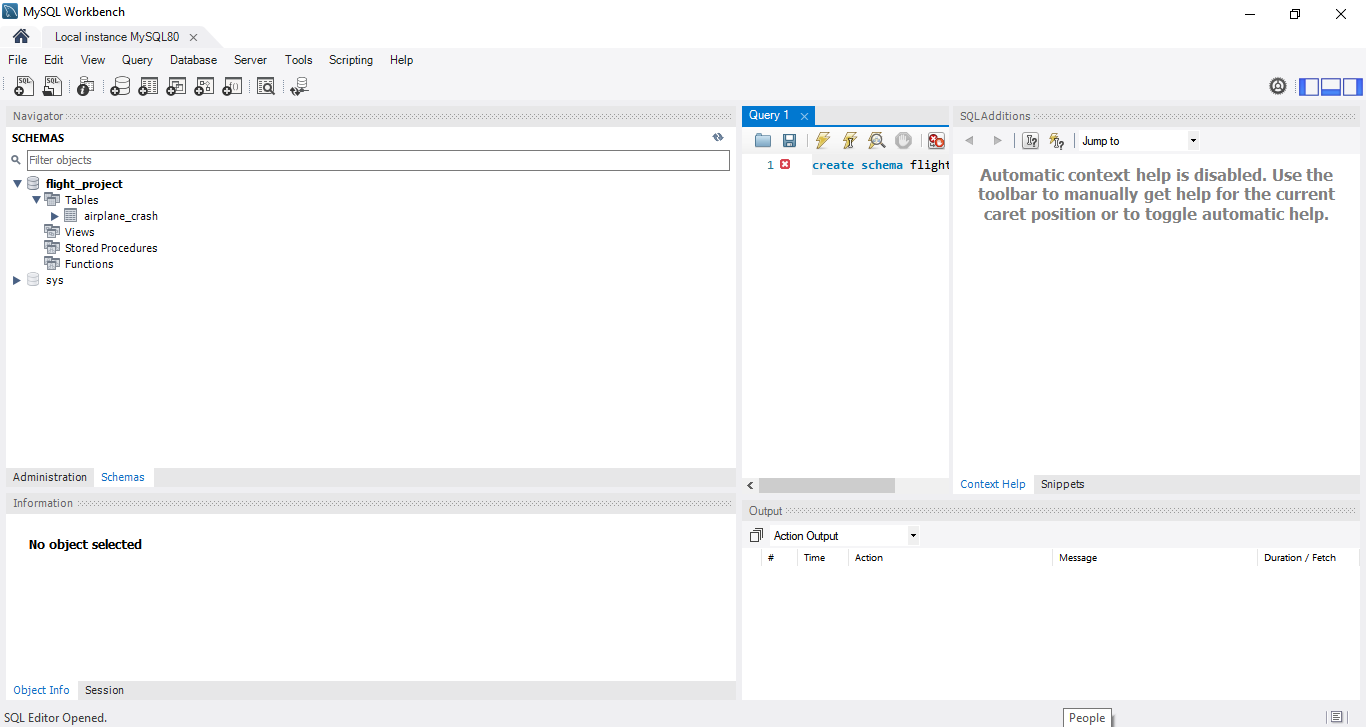 MySQL Workbench
Local instance MySQL80
File Edit View Query Database Server Tools Scripting Help
Navigator
SCHEMAS
Filter objects
flight_project
Tables
airplane_crash
Views
Stored Procedures
Functions
sys
Administration Schemas
Information
No object selected
Object Info Session
Query 1
1 create schema flight
SQLAdditions
Jump to
Automatic context help is disabled. Use the
toolbar to manually get help for the current
caret position or to toggle automatic help.
Context Help Snippets
Output
Action Output
# Time Action Message Duration / Fetch
SQL Editor Opened.
People